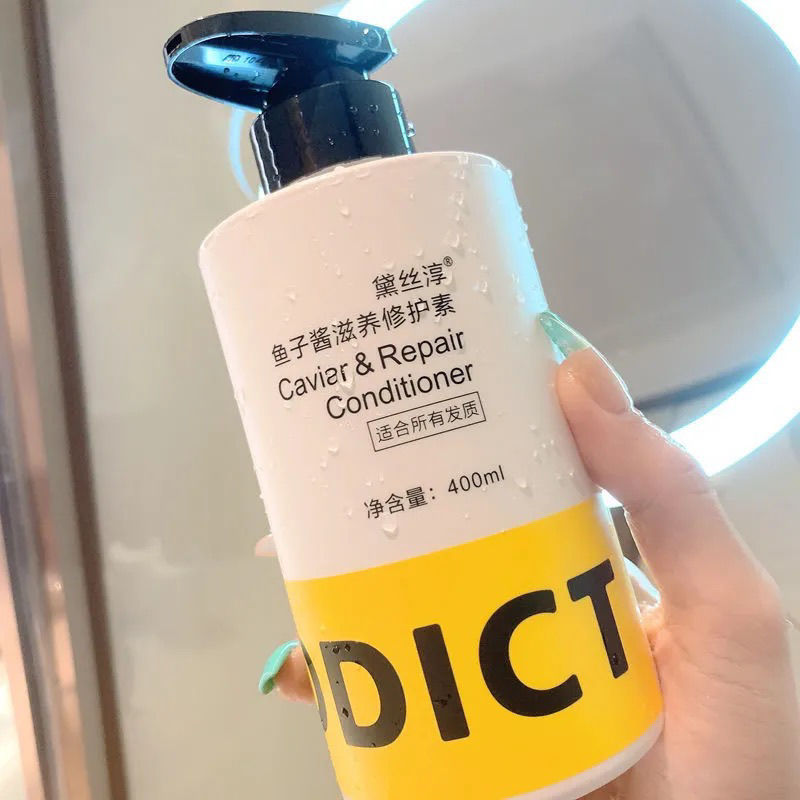 黛丝淳®
鱼子酱滋养修护素
Caviar & Repair
Conditioner
适合所有发质
净含量：400ml
DDICT